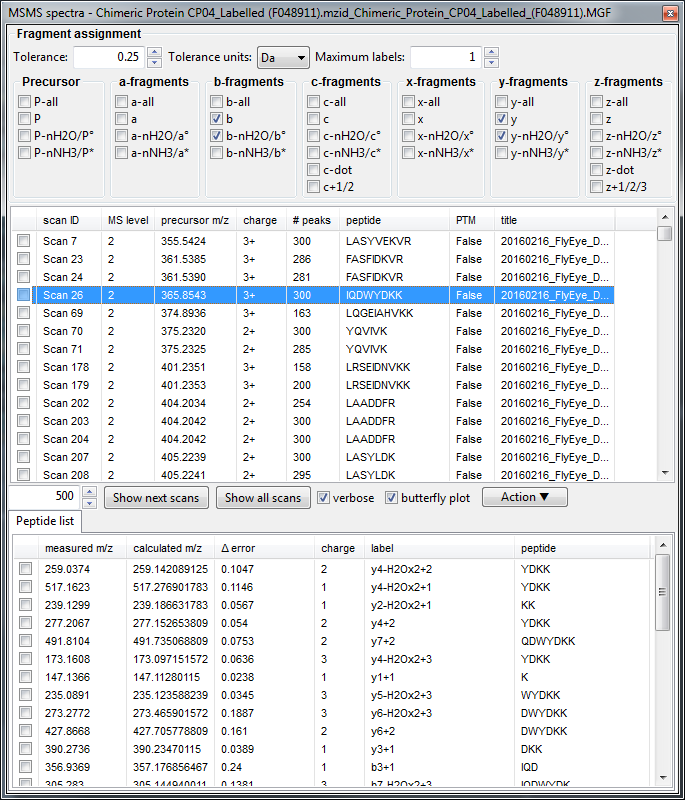 MSMS spectra - Chimeric Protein CP04_Labelled (F048911).mzid_Chimeric_Protein_CP04_Labelled_(F048911).MGF
Fragment assignment
Tolerance: 0.25 Tolerance units: Da Maximum labels: 1
Precursor a-fragments b-fragments c-fragments x-fragments y-fragments z-fragments
P-all a-all b-all c-all x-all y-all z-all
P a b c x y z
P-nH2O/P° a-nH2O/a° b-nH2O/b° c-nH2O/c° x-nH2O/x° y-nH2O/y° z-nH2O/z°
P-nNH3/P* a-nNH3/a* b-nNH3/b* c-nNH3/c* x-nNH3/x* y-nNH3/y* z-nNH3/z*
c-dot z-dot
c+1/2 z+1/2/3
scan ID MS level precursor m/z charge # peaks peptide PTM title
Scan 7 2 355.5424 3+ 300 LASYVEKVR False 20160216_FlyEye_D...
Scan 23 2 361.5385 3+ 286 FASFIDKVR False 20160216_FlyEye_D...
Scan 24 2 361.5390 3+ 281 FASFIDKVR False 20160216_FlyEye_D...
Scan 26 2 365.8543 3+ 300 IQDWYDKK False 20160216_FlyEye_D...
Scan 69 2 374.8936 3+ 163 LQGEIAHVKK False 20160216_FlyEye_D...
Scan 70 2 375.2320 2+ 300 YQVIVK False 20160216_FlyEye_D...
Scan 71 2 375.2325 2+ 285 YQVIVK False 20160216_FlyEye_D...
Scan 178 2 401.2351 3+ 158 LRSEIDNVKK False 20160216_FlyEye_D...
Scan 179 2 401.2353 3+ 200 LRSEIDNVKK False 20160216_FlyEye_D...
Scan 202 2 404.2034 2+ 254 LAADDFR False 20160216_FlyEye_D...
Scan 203 2 404.2042 2+ 300 LAADDFR False 20160216_FlyEye_D...
Scan 204 2 404.2042 2+ 300 LAADDFR False 20160216_FlyEye_D...
Scan 207 2 405.2239 2+ 300 LASYLDK False 20160216_FlyEye_D...
Scan 208 2 405.2241 2+ 295 LASYLDK False 20160216_FlyEye_D...
500 Show next scans Show all scans verbose butterfly plot Action ▼
Peptide list
measured m/z calculated m/z Δ error charge label peptide
259.0374 259.142089125 0.1047 2 y4-H2Ox2+2 YDKK
517.1623 517.276901783 0.1146 1 y4-H2Ox2+1 YDKK
239.1299 239.186631783 0.0567 1 y2-H2Ox2+1 KK
277.2067 277.152653809 0.054 2 y4+2 YDKK
491.8104 491.735068809 0.0753 2 y7+2 QDWYDKK
173.1608 173.097151572 0.0636 3 y4-H2Ox2+3 YDKK
147.1366 147.11280115 0.0238 1 y1+1 K
235.0891 235.123588239 0.0345 3 y5-H2Ox2+3 WYDKK
273.2772 273.465901572 0.1887 3 y6-H2Ox2+3 DWYDKK
427.8668 427.705778809 0.161 2 y6+2 DWYDKK
390.2736 390.23470115 0.0389 1 y3+1 DKK
356.9369 357.176856467 0.24 1 b3+1 IQD
305.283 305.144940011 0.1381 3 b7-H2Ox2+3 IQDWYDK